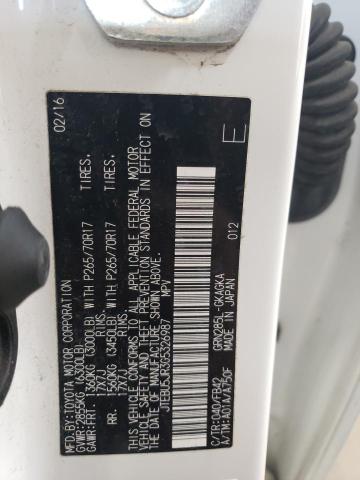 MFD. BY:
TOYOTA MOTOR CORPORATION 02/16
GVWR: 2855KG (6300LB)
GAWR: FRT. 1360KG (3000LB) WITH P265/70R17 TIRES,
17X7J RIMS,
RR. 1560KG (3450LB) WITH P265/70R17 TIRES,
17X7J RIMS,
THIS VEHICLE CONFORMS TO ALL APPLICABLE FEDERAL MOTOR
VEHICLE SAFETY AND THEFT PREVENTION STANDARDS IN EFFECT ON
THE DATE OF MANUFACTURE SHOWN ABOVE.
JTEBU5JR3G5326987 MPV
E
012
C/TR: 040/FB42 GRN285L-GKAGKA
A/TM: A01A/A750F MADE IN JAPAN